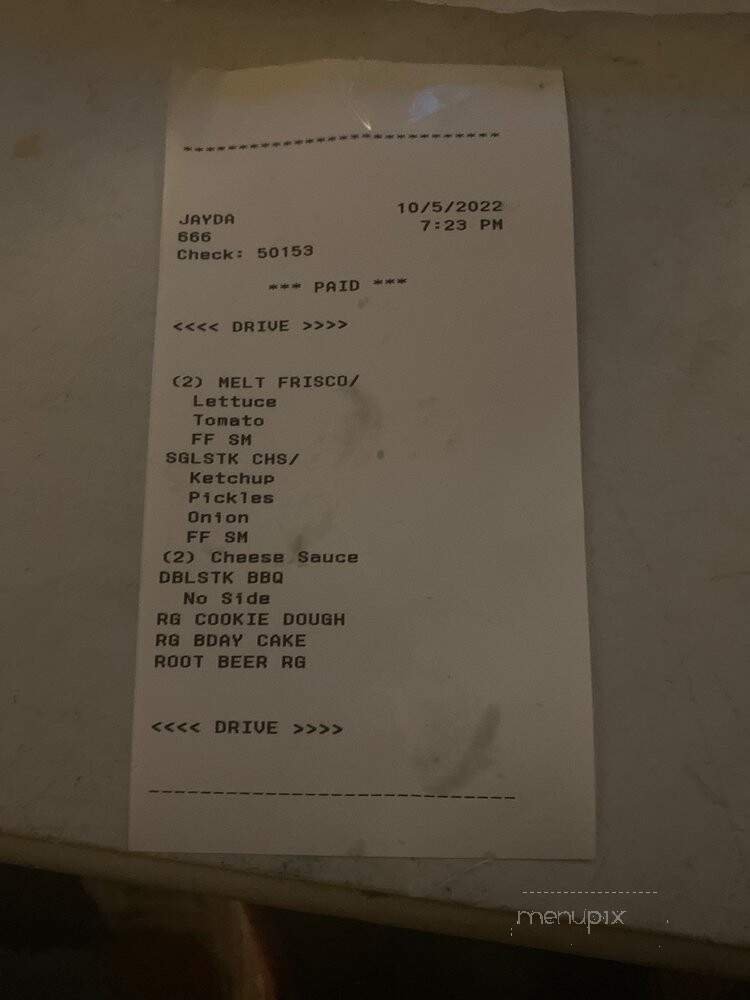 ****************************
JAYDA 10/5/2022
666 7:23 PM
Check: 50153
*** PAID ***
<<<< DRIVE >>>>
(2) MELT FRISCO/
Lettuce
Tomato
FF SM
SGLSTK CHS/
Ketchup
Pickles
Onion
FF SM
(2) Cheese Sauce
DBLSTK BBQ
No Side
RG COOKIE DOUGH
RG BDAY CAKE
ROOT BEER RG
<<<< DRIVE >>>>
menupix